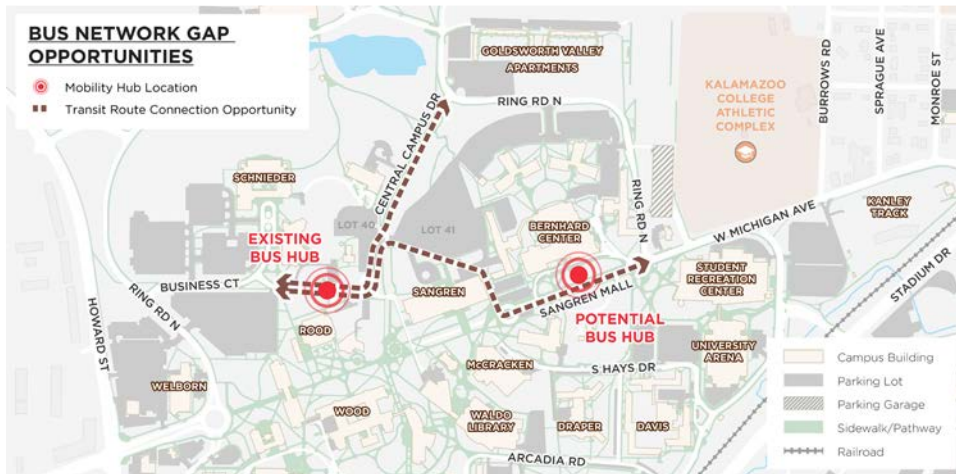 BUS NETWORK GAP
OPPORTUNITIES
Mobility Hub Location
Transit Route Connection Opportunity
GOLDSWORTH VALLEY
APARTMENTS
RING RD N
CENTRAL CAMPUS DR
KALAMAZOO
COLLEGE
ATHLETIC
COMPLEX
BURROWS RD
SPRAGUE AVE
MONROE ST
SCHNIEDER
LOT 40
LOT 41
BERNHARD
CENTER
RING RD N
W MICHIGAN AVE
KANLEY
TRACK
STADIUM DR
EXISTING
BUS HUB
BUSINESS CT
HOWARD ST
RING RD N
ROOD
SANGREN
SANGREN MALL
POTENTIAL
BUS HUB
STUDENT
RECREATION
CENTER
UNIVERSITY
ARENA
MCCRACKEN
S HAYS DR
WELBORN
WOOD
WALDO
LIBRARY
DRAPER
DAVIS
ARCADIA RD
Campus Building
Parking Lot
Parking Garage
Sidewalk/Pathway
Railroad